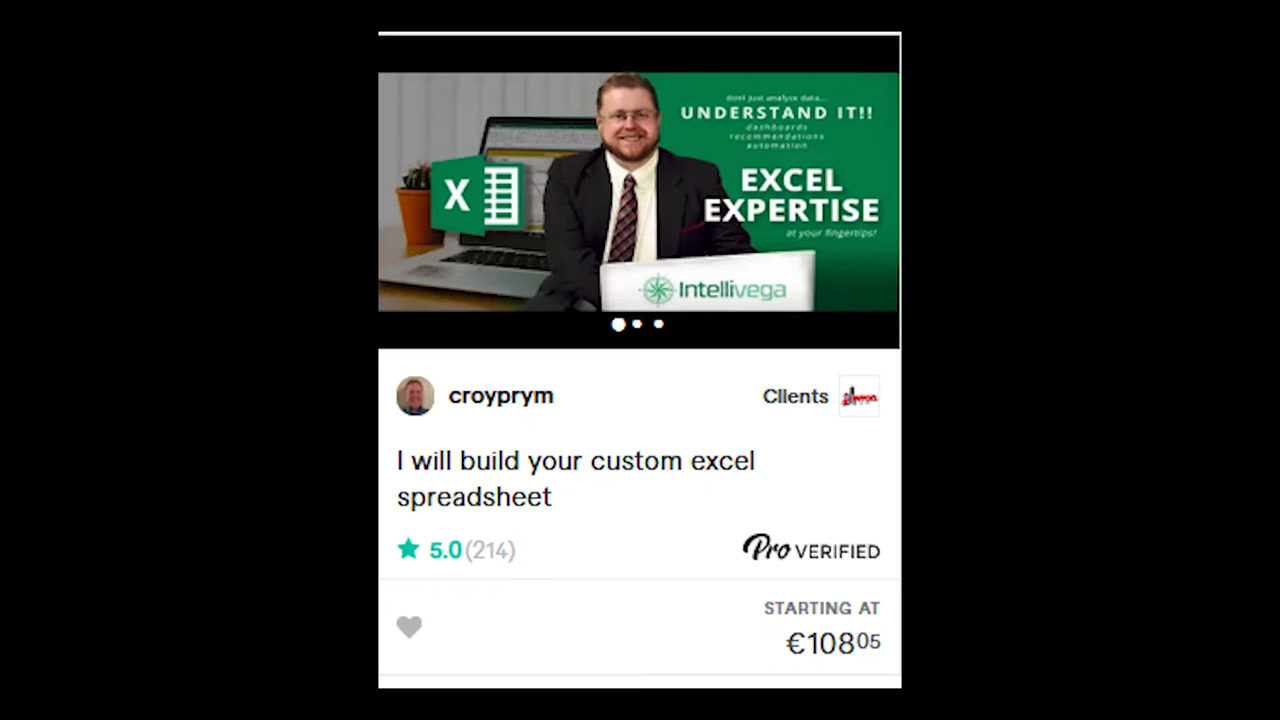 dont just analyze data...
UNDERSTAND IT!!
dashboards
recommendations
automation
X
EXCEL
EXPERTISE
at your fingertips!
Intellivega
croyprym
Clients
I will build your custom excel
spreadsheet
5.0(214)
Pro VERIFIED
STARTING AT
€10805